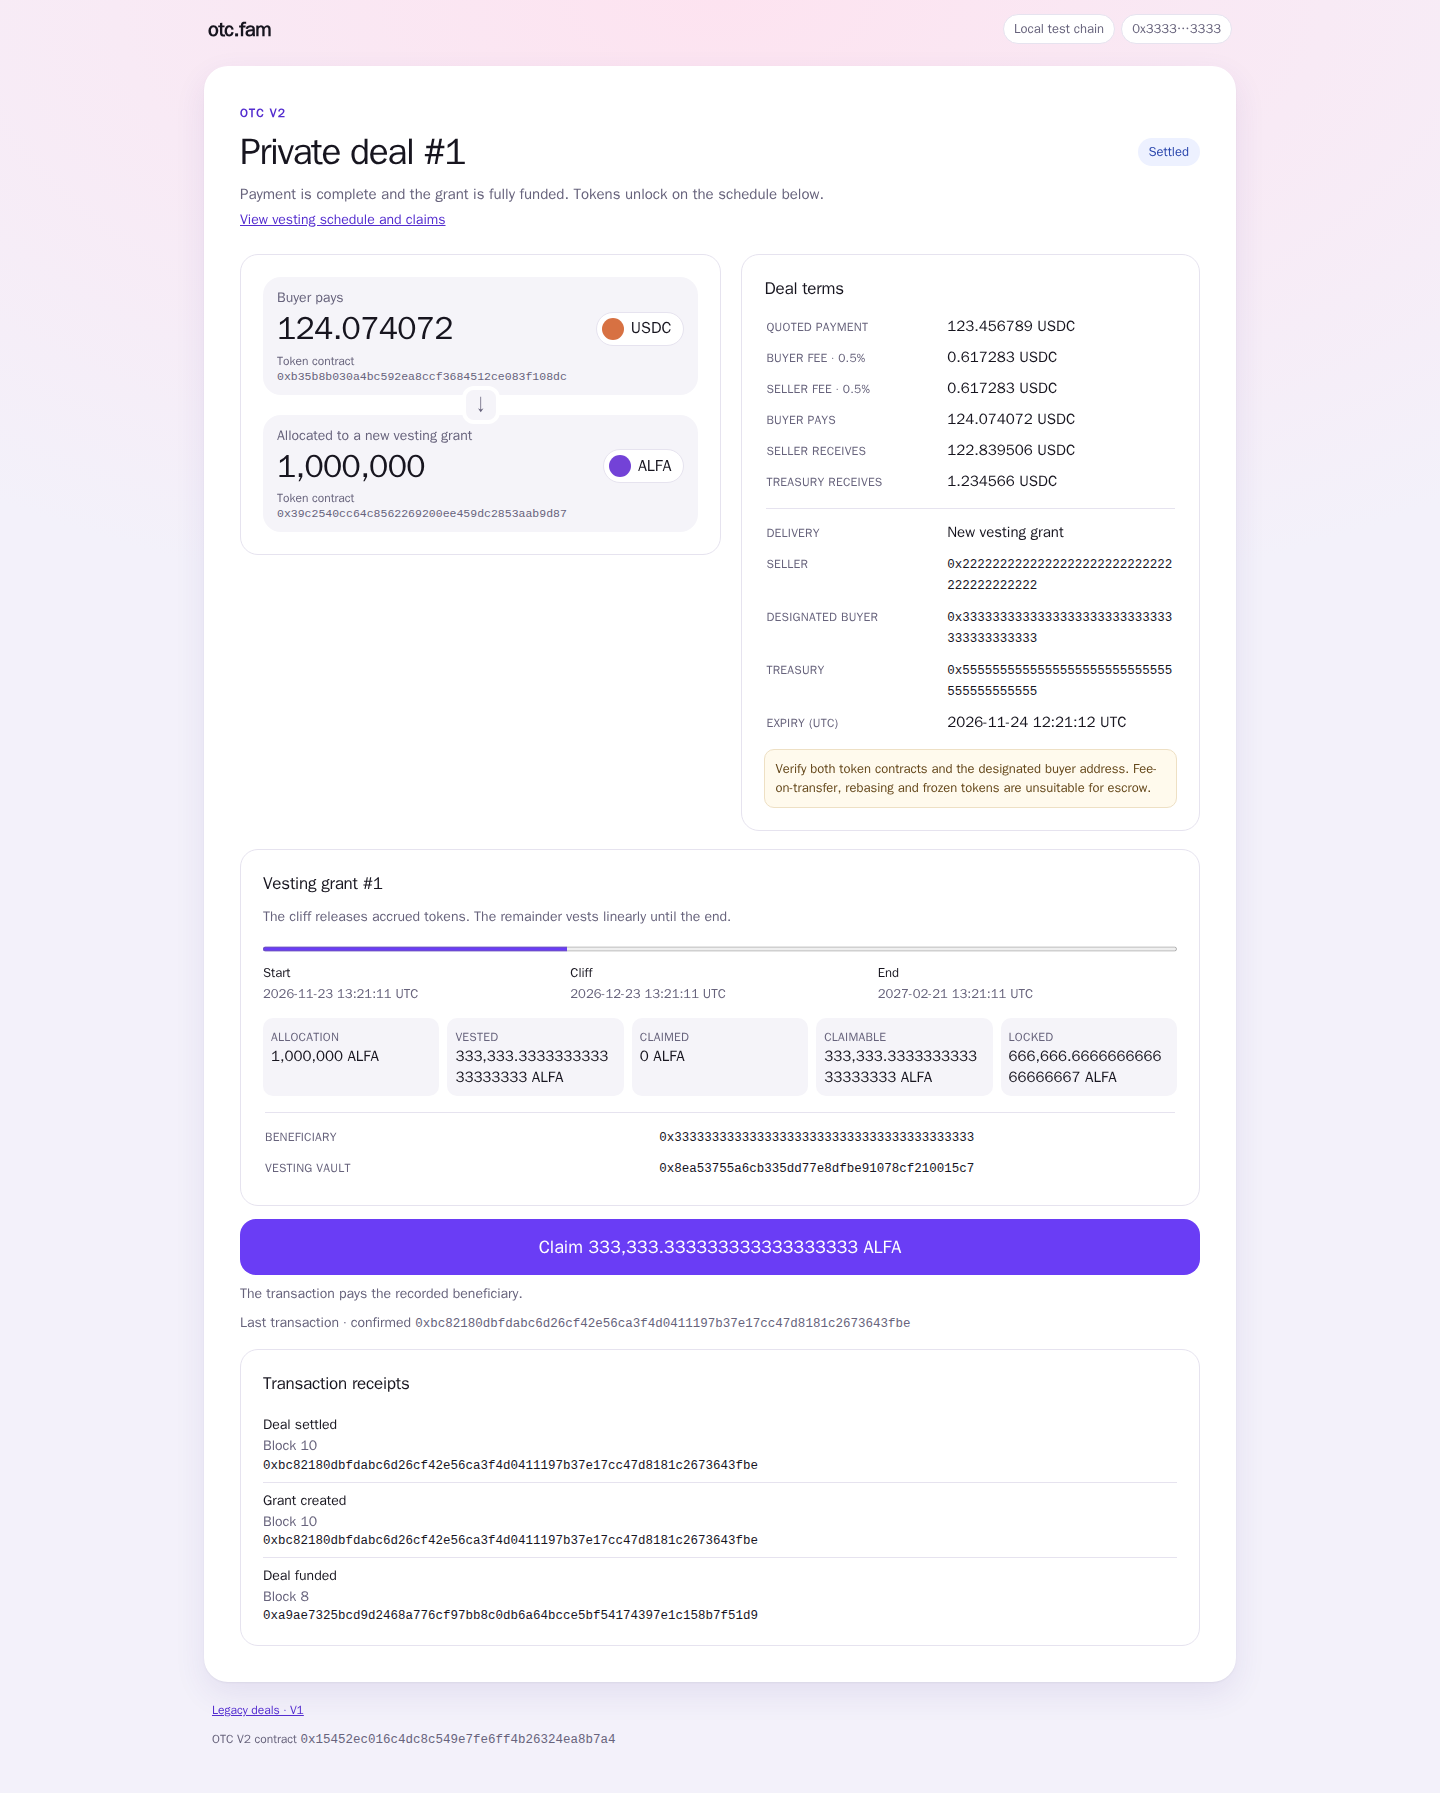 otc.fam
Local test chain
0x3333···3333
OTC V2
Private deal #1
Settled
Payment is complete and the grant is fully funded. Tokens unlock on the schedule below.
View vesting schedule and claims
Buyer pays
124.074072
USDC
Token contract
0xb35b8b030a4bc592ea8ccf3684512ce083f108dc
↓
Allocated to a new vesting grant
1,000,000
ALFA
Token contract
0x39c2540cc64c8562269200ee459dc2853aab9d87
Deal terms
QUOTED PAYMENT 123.456789 USDC
BUYER FEE · 0.5% 0.617283 USDC
SELLER FEE · 0.5% 0.617283 USDC
BUYER PAYS 124.074072 USDC
SELLER RECEIVES 122.839506 USDC
TREASURY RECEIVES 1.234566 USDC
DELIVERY New vesting grant
SELLER 0x2222222222222222222222222222
222222222222
DESIGNATED BUYER 0x3333333333333333333333333333
333333333333
TREASURY 0x5555555555555555555555555555
555555555555
EXPIRY (UTC) 2026-11-24 12:21:12 UTC
Verify both token contracts and the designated buyer address. Fee-
on-transfer, rebasing and frozen tokens are unsuitable for escrow.
Vesting grant #1
The cliff releases accrued tokens. The remainder vests linearly until the end.
Start
2026-11-23 13:21:11 UTC
Cliff
2026-12-23 13:21:11 UTC
End
2027-02-21 13:21:11 UTC
ALLOCATION
1,000,000 ALFA
VESTED
333,333.3333333333
33333333 ALFA
CLAIMED
0 ALFA
CLAIMABLE
333,333.3333333333
33333333 ALFA
LOCKED
666,666.6666666666
66666667 ALFA
BENEFICIARY 0x3333333333333333333333333333333333333333
VESTING VAULT 0x8ea53755a6cb335dd77e8dfbe91078cf210015c7
Claim 333,333.333333333333333333 ALFA
The transaction pays the recorded beneficiary.
Last transaction · confirmed 0xbc82180dbfdabc6d26cf42e56ca3f4d0411197b37e17cc47d8181c2673643fbe
Transaction receipts
Deal settled
Block 10
0xbc82180dbfdabc6d26cf42e56ca3f4d0411197b37e17cc47d8181c2673643fbe
Grant created
Block 10
0xbc82180dbfdabc6d26cf42e56ca3f4d0411197b37e17cc47d8181c2673643fbe
Deal funded
Block 8
0xa9ae7325bcd9d2468a776cf97bb8c0db6a64bcce5bf54174397e1c158b7f51d9
Legacy deals · V1
OTC V2 contract 0x15452ec016c4dc8c549e7fe6ff4b26324ea8b7a4